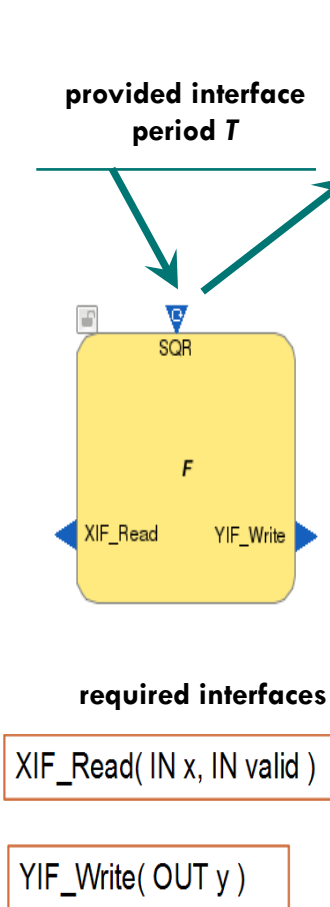 provided interface
period T
SQR
F
XIF_Read YIF_Write
required interfaces
XIF_Read( IN x, IN valid )
YIF_Write( OUT y )